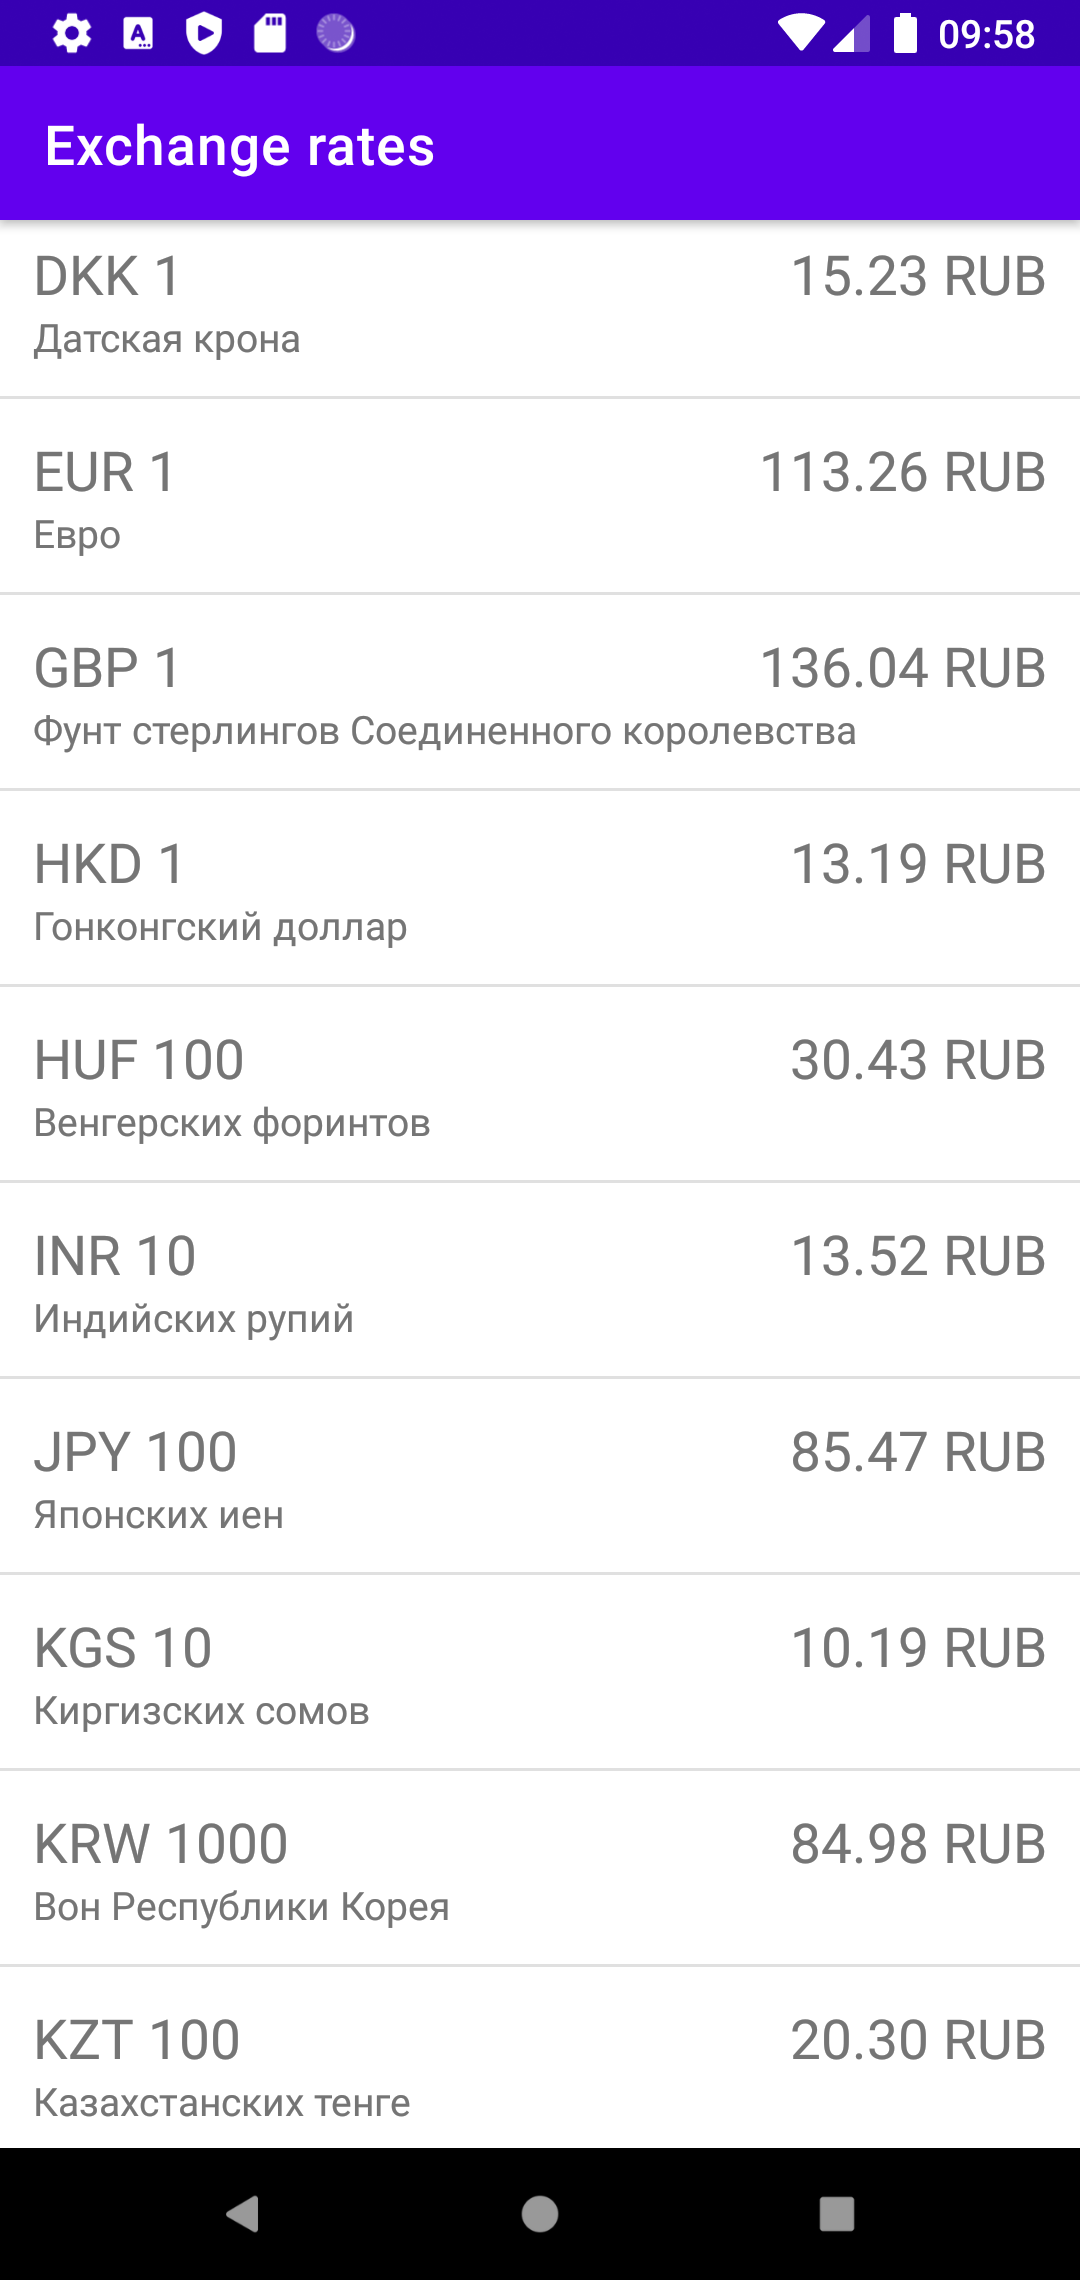 09:58
Exchange rates
DKK 1 15.23 RUB
Датская крона
EUR 1 113.26 RUB
Евро
GBP 1 136.04 RUB
Фунт стерлингов Соединенного королевства
HKD 1 13.19 RUB
Гонконгский доллар
HUF 100 30.43 RUB
Венгерских форинтов
INR 10 13.52 RUB
Индийских рупий
JPY 100 85.47 RUB
Японских иен
KGS 10 10.19 RUB
Киргизских сомов
KRW 1000 84.98 RUB
Вон Республики Корея
KZT 100 20.30 RUB
Казахстанских тенге